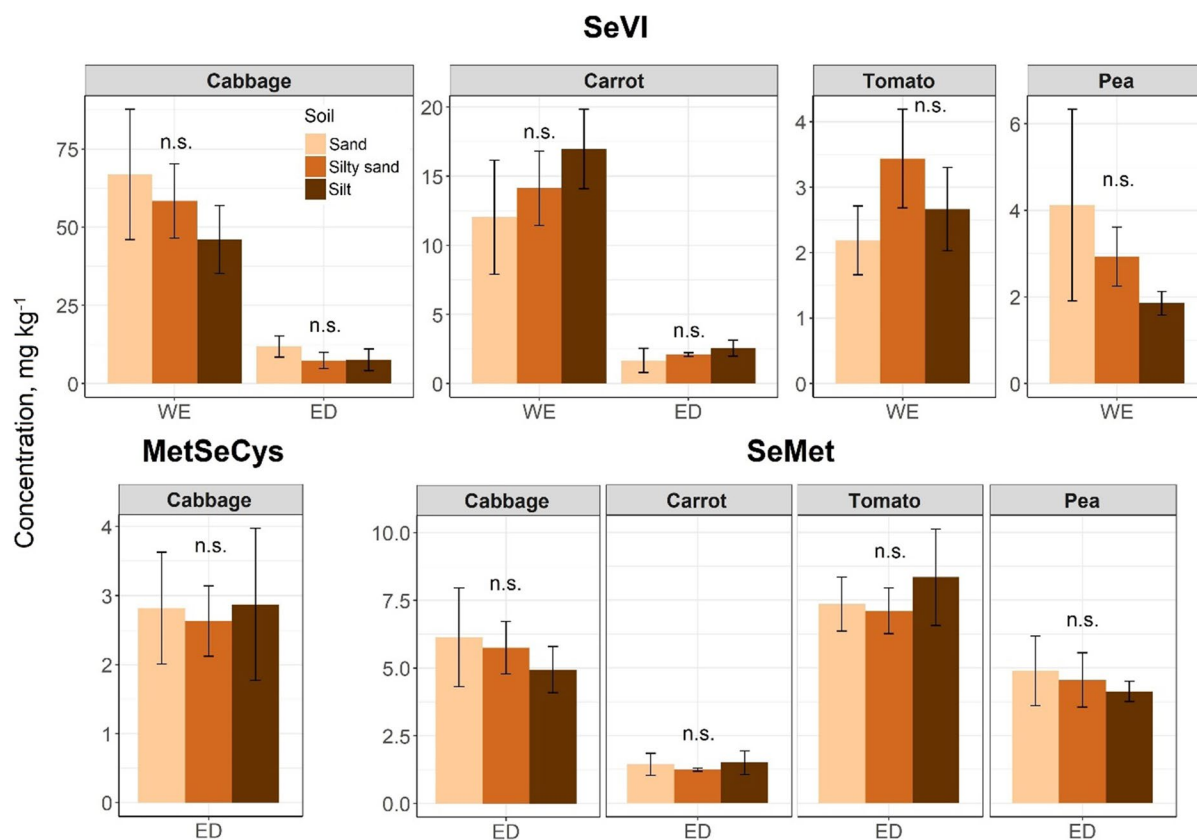 SeVI
Cabbage
Carrot
Tomato
Pea
Concentration, mg kg⁻¹
75
50
25
0
n.s.
n.s.
Soil
Sand
Silty sand
Silt
WE
ED
20
15
10
5
0
n.s.
n.s.
WE
ED
4
3
2
1
0
n.s.
WE
6
4
2
0
n.s.
WE
MetSeCys
Cabbage
4
3
2
1
0
n.s.
ED
SeMet
Cabbage
Carrot
Tomato
Pea
10.0
7.5
5.0
2.5
0.0
n.s.
n.s.
n.s.
n.s.
ED
ED
ED
ED